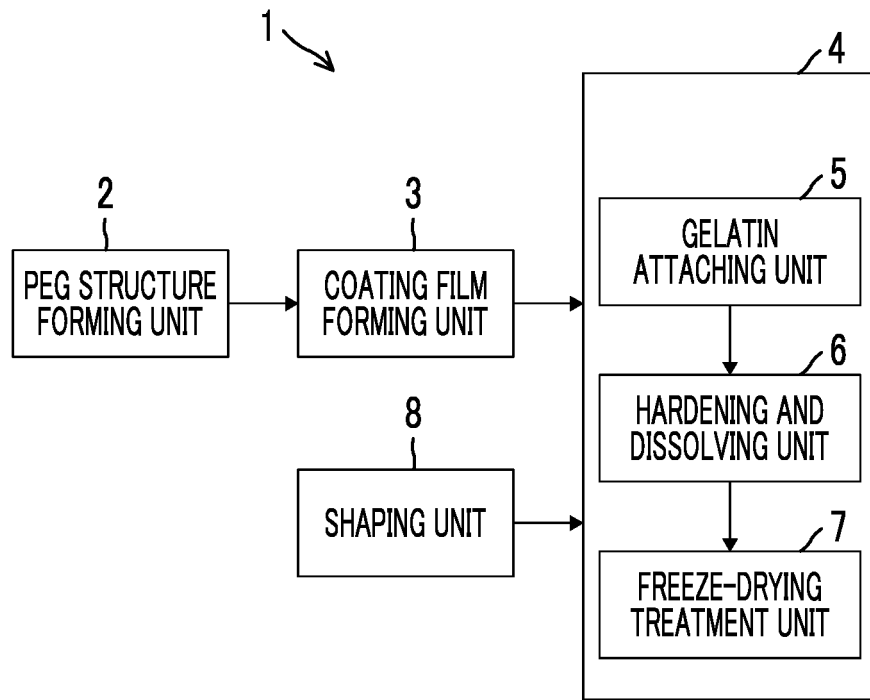 1
4
2
PEG STRUCTURE
FORMING UNIT
3
COATING FILM
FORMING UNIT
5
GELATIN
ATTACHING UNIT
6
HARDENING AND
DISSOLVING UNIT
8
SHAPING UNIT
7
FREEZE-DRYING
TREATMENT UNIT